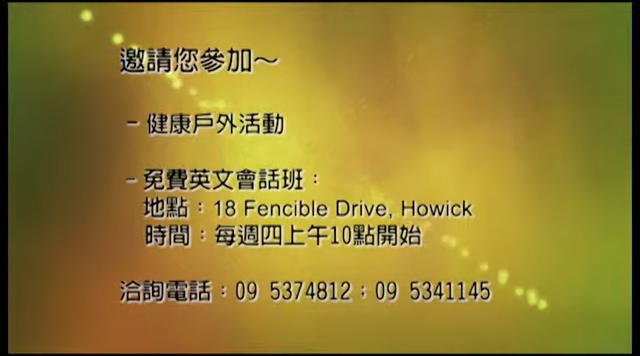 邀請您參加～
- 健康戶外活動
- 免費英文會話班：
地點：18 Fencible Drive, Howick
時間：每週四上午10點開始
洽詢電話：09 5374812；09 5341145